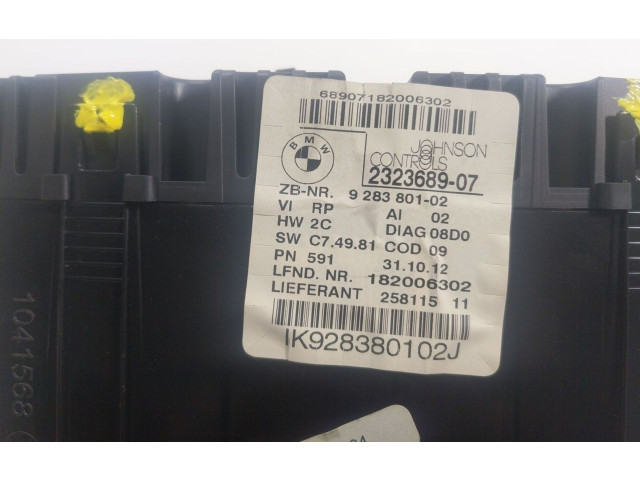 68907182006302
BMW
JOHNSON
CONTROLS
2323689-07
ZB-NR. 9 283 801-02
VI RP AI 02
HW 2C DIAG 08D0
SW C7.49.81 COD 09
PN 591 31.10.12
LFND. NR. 182006302
LIEFERANT 258115 11
IK928380102J
1041568